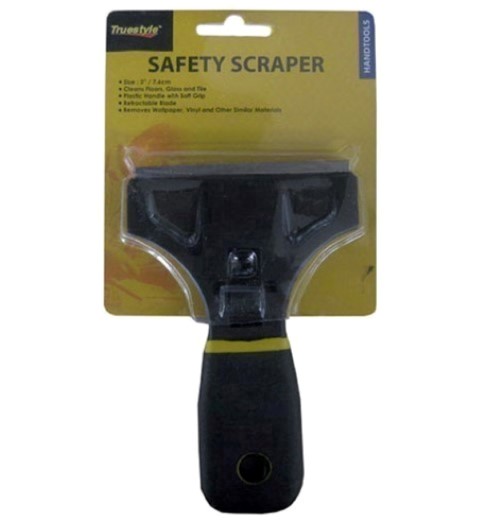 Truestyle™
HANDTOOLS
SAFETY SCRAPER
• Size : 3" / 7.6cm
• Cleans Floors, Glass and Tile
• Plastic Handle with Soft Grip
• Retractable Blade
• Removes Wallpaper, Vinyl and Other Similar Materials